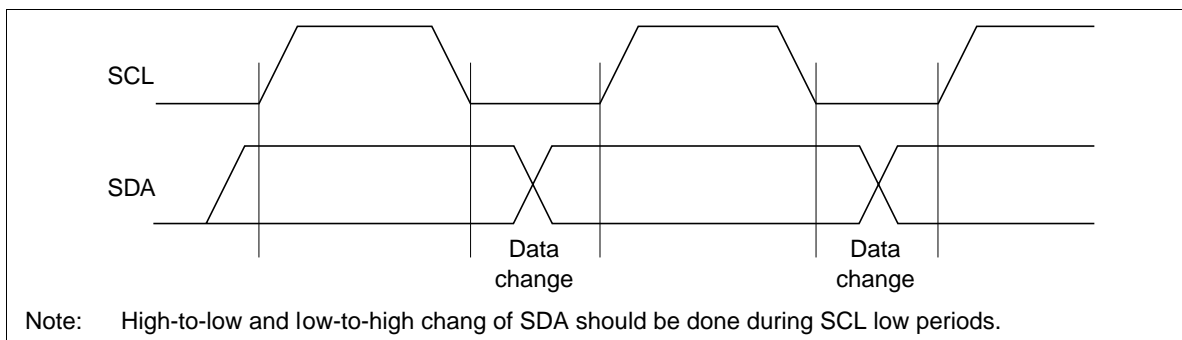 SCL
SDA
Data
change
Data
change
Note: High-to-low and low-to-high chang of SDA should be done during SCL low periods.